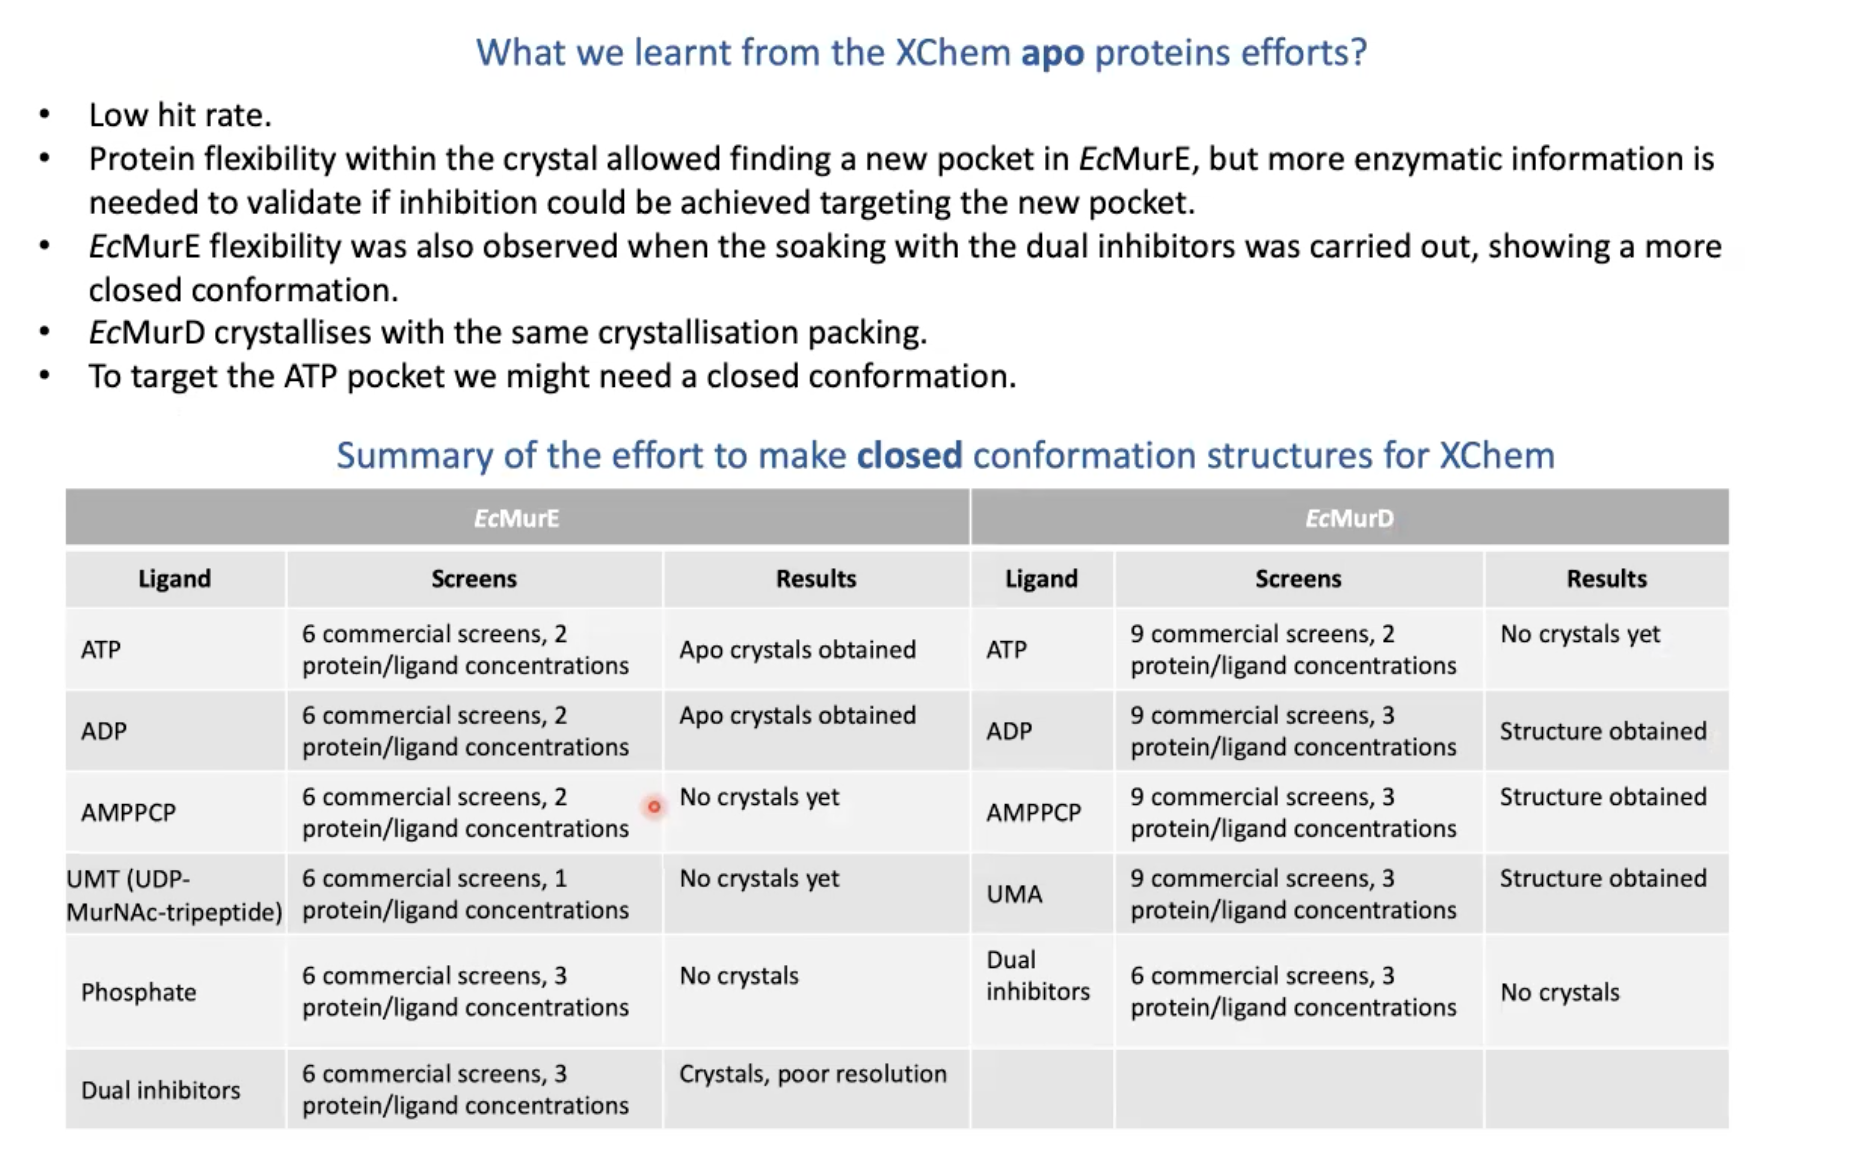 What we learnt from the XChem apo proteins efforts?
• Low hit rate.
• Protein flexibility within the crystal allowed finding a new pocket in EcMurE, but more enzymatic information is
needed to validate if inhibition could be achieved targeting the new pocket.
• EcMurE flexibility was also observed when the soaking with the dual inhibitors was carried out, showing a more
closed conformation.
• EcMurD crystallises with the same crystallisation packing.
• To target the ATP pocket we might need a closed conformation.
Summary of the effort to make closed conformation structures for XChem
EcMurE
EcMurD
Ligand
Screens
Results
Ligand
Screens
Results
ATP
6 commercial screens, 2
protein/ligand concentrations
Apo crystals obtained
ATP
9 commercial screens, 2
protein/ligand concentrations
No crystals yet
ADP
6 commercial screens, 2
protein/ligand concentrations
Apo crystals obtained
ADP
9 commercial screens, 3
protein/ligand concentrations
Structure obtained
AMPPCP
6 commercial screens, 2
protein/ligand concentrations
No crystals yet
AMPPCP
9 commercial screens, 3
protein/ligand concentrations
Structure obtained
UMT (UDP-
MurNAc-tripeptide)
6 commercial screens, 1
protein/ligand concentrations
No crystals yet
UMA
9 commercial screens, 3
protein/ligand concentrations
Structure obtained
Phosphate
6 commercial screens, 3
protein/ligand concentrations
No crystals
Dual
inhibitors
6 commercial screens, 3
protein/ligand concentrations
No crystals
Dual inhibitors
6 commercial screens, 3
protein/ligand concentrations
Crystals, poor resolution